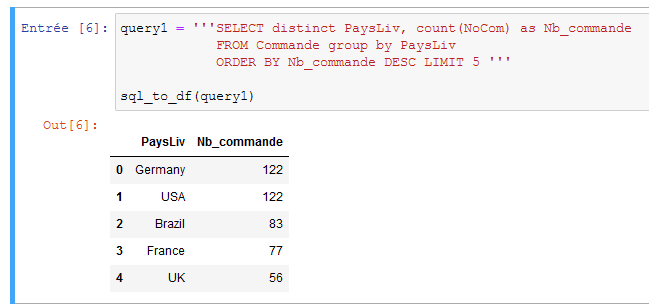 Entrée [6]: query1 = '''SELECT distinct PaysLiv, count(NoCom) as Nb_commande
FROM Commande group by PaysLiv
ORDER BY Nb_commande DESC LIMIT 5 '''
sql_to_df(query1)
Out[6]:
PaysLiv Nb_commande
0 Germany 122
1 USA 122
2 Brazil 83
3 France 77
4 UK 56